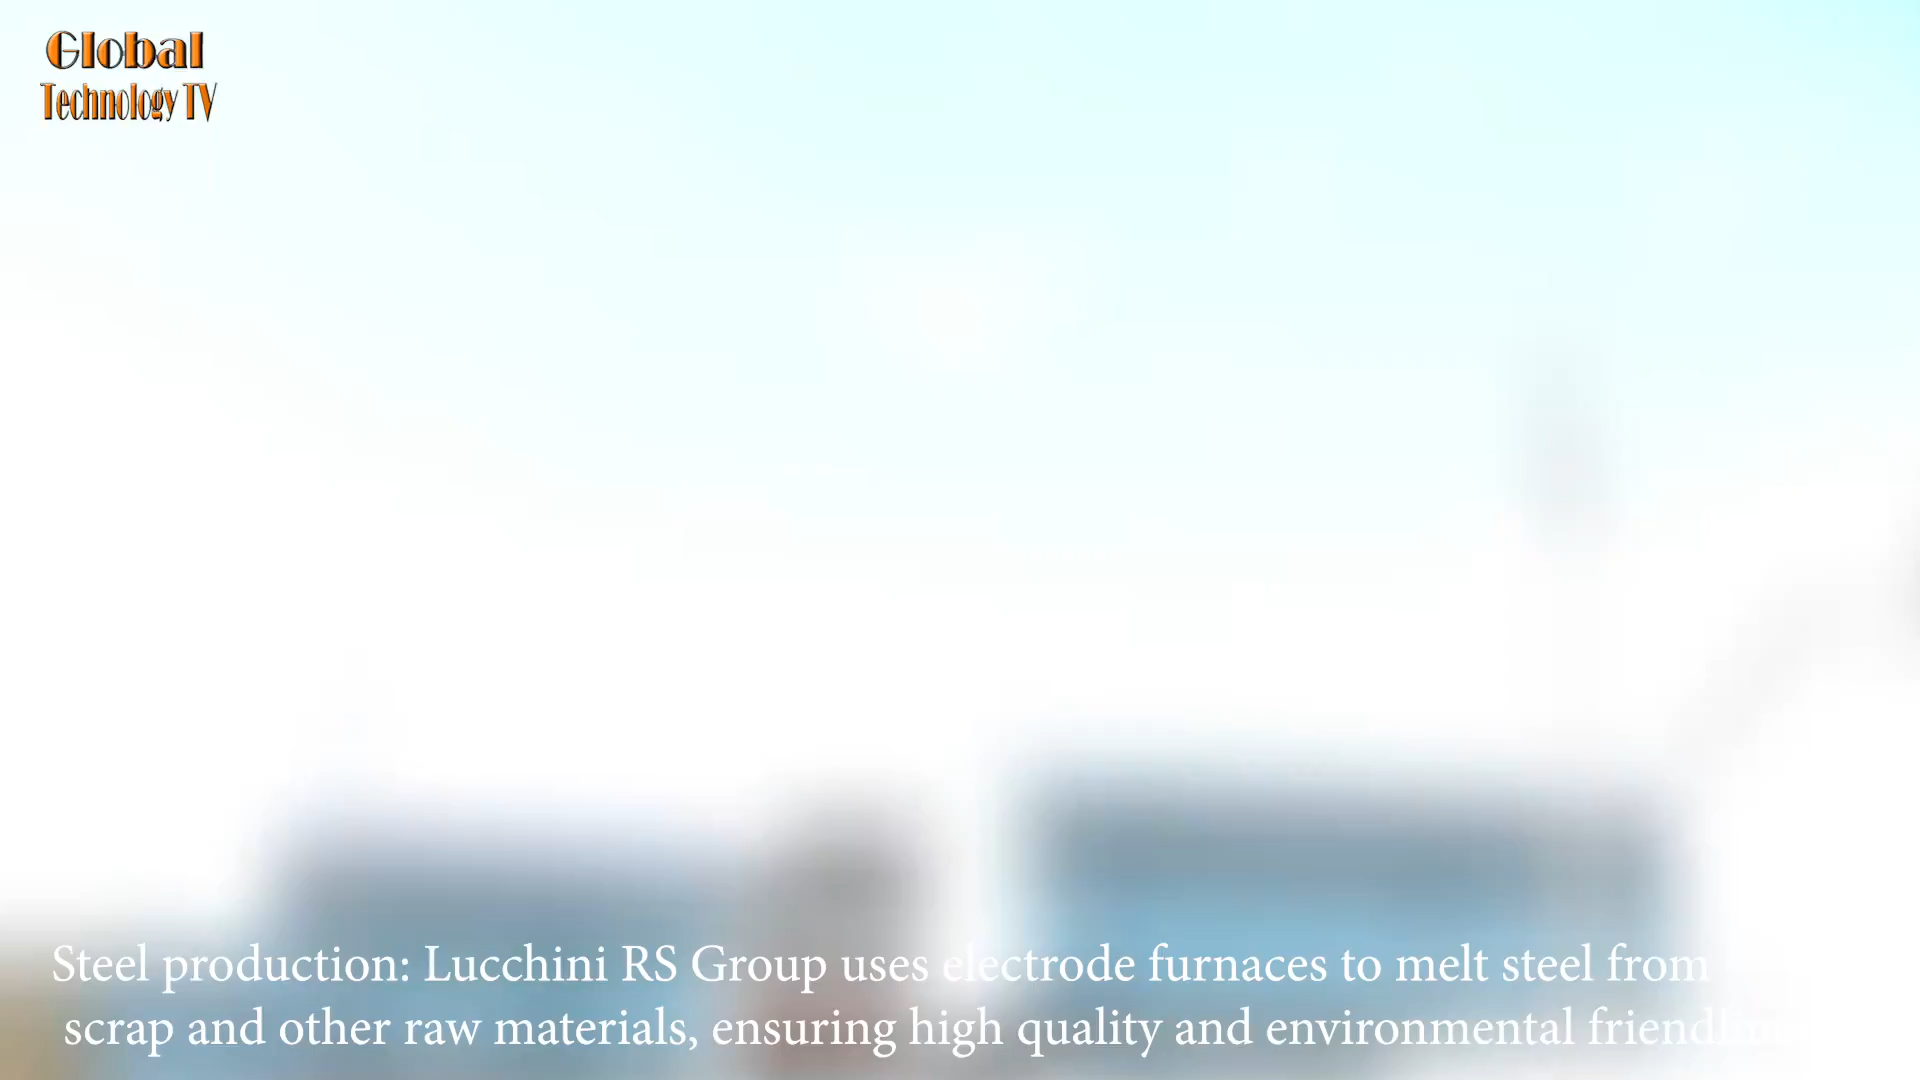 Global
Technology TV
Steel production: Lucchini RS Group uses electrode furnaces to melt steel from
scrap and other raw materials, ensuring high quality and environmental